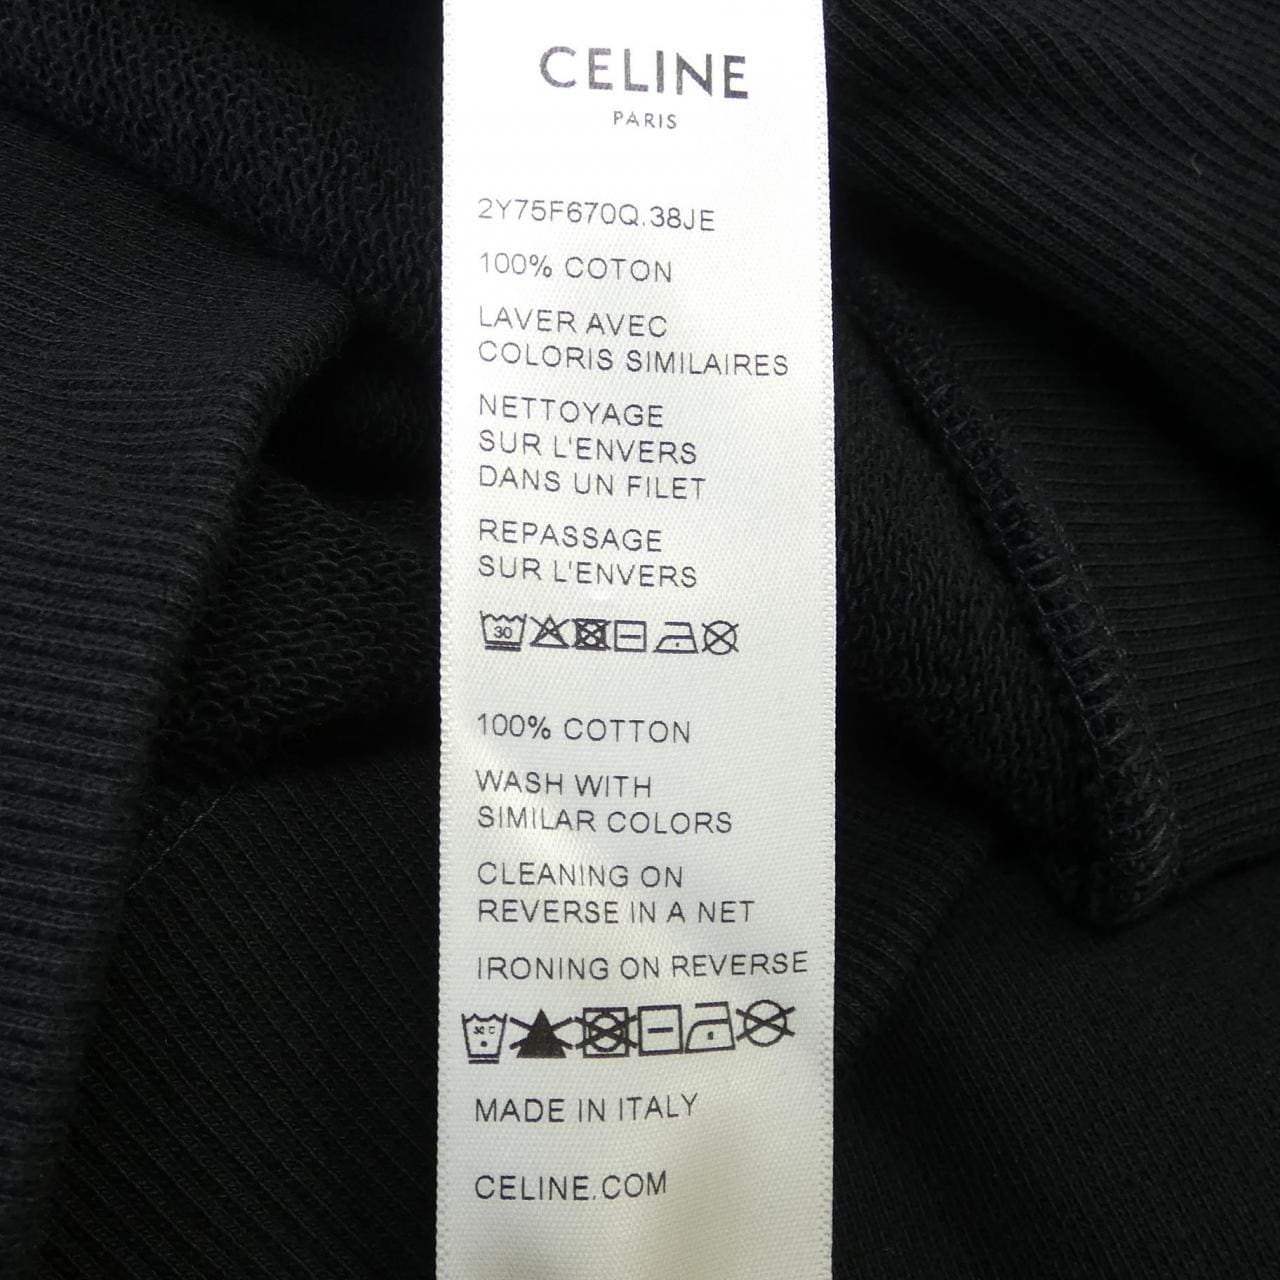 CELINE
PARIS
2Y75F670Q.38JE
100% COTON
LAVER AVEC
COLORIS SIMILAIRES
NETTOYAGE
SUR L'ENVERS
DANS UN FILET
REPASSAGE
SUR L'ENVERS
30
100% COTTON
WASH WITH
SIMILAR COLORS
CLEANING ON
REVERSE IN A NET
IRONING ON REVERSE
30 C
MADE IN ITALY
CELINE.COM